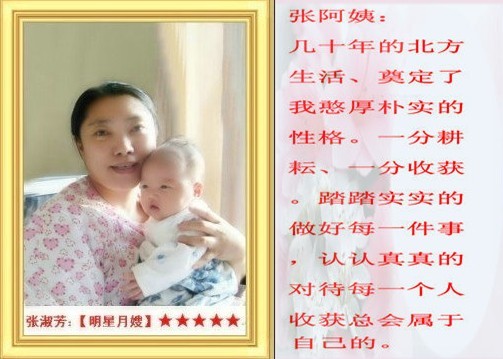 张淑芳：【明星月嫂】★★★★★
张阿姨：
几十年的北方
生活、奠定了
我憨厚朴实的
性格。一分耕
耘、一分收获
。踏踏实实的
做好每一件事
，认认真真的
对待每一个人
收获总会属于
自己的。